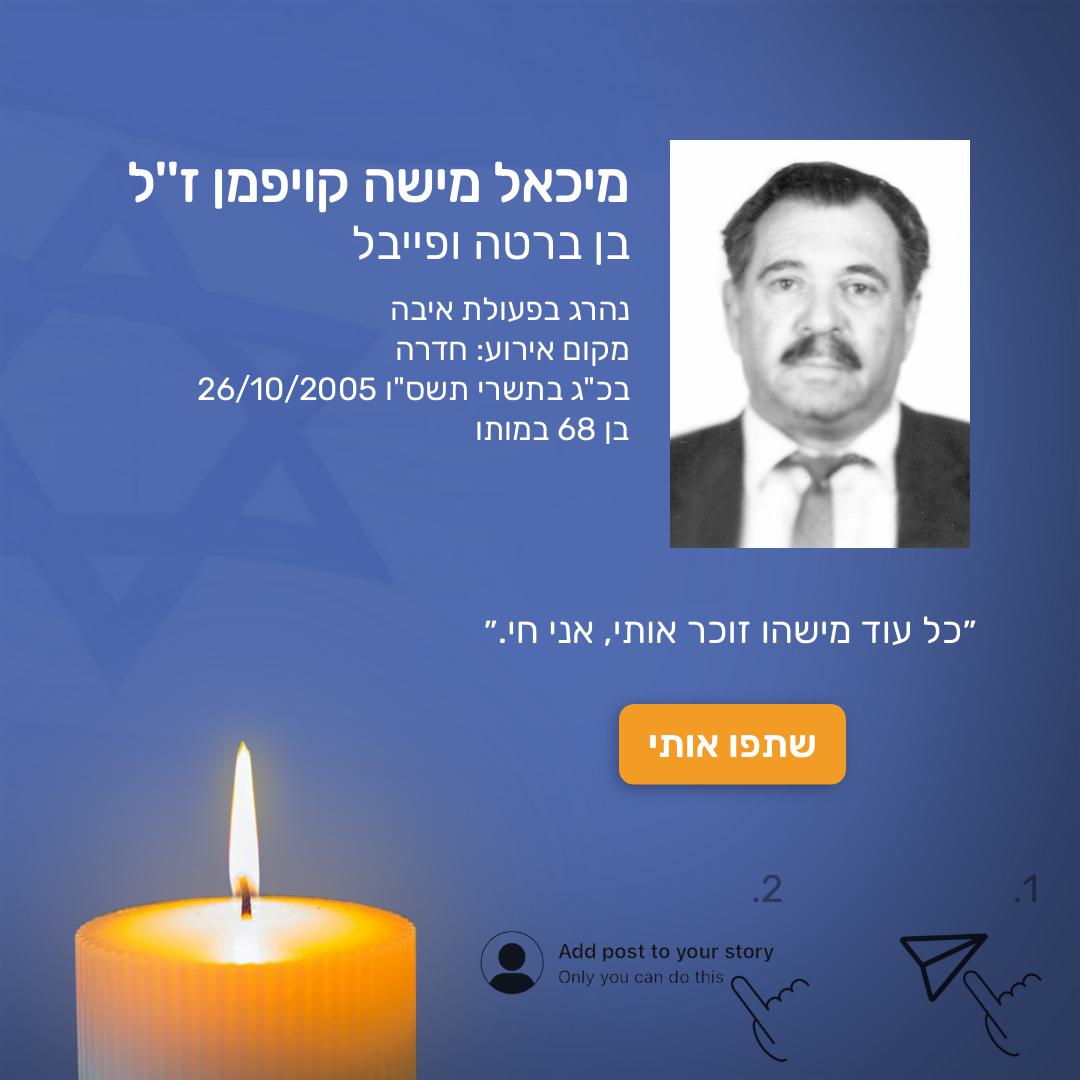 מיכאל מישה קויפמן ז"ל
בן ברטה ופייבל
נהרג בפעולת איבה
מקום אירוע: חדרה
בכ"ג בתשרי תשס"ו 26/10/2005
בן 68 במותו
״כל עוד מישהו זוכר אותי, אני חי.״
שתפו אותי
1.
2.
Add post to your story
Only you can do this